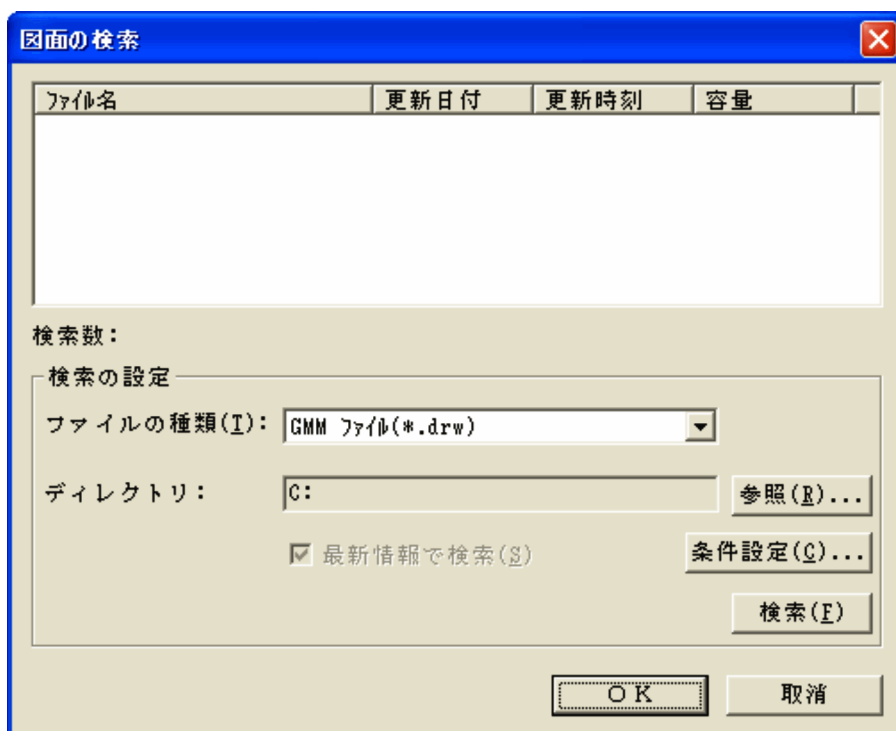 図面の検索
ﾌｧｲﾙ名 更新日付 更新時刻 容量
検索数：
検索の設定
ファイルの種類(T)： GMM ﾌｧｲﾙ(*.drw)
ディレクトリ： C: 参照(R)...
最新情報で検索(S) 条件設定(C)...
検索(F)
ＯＫ 取消